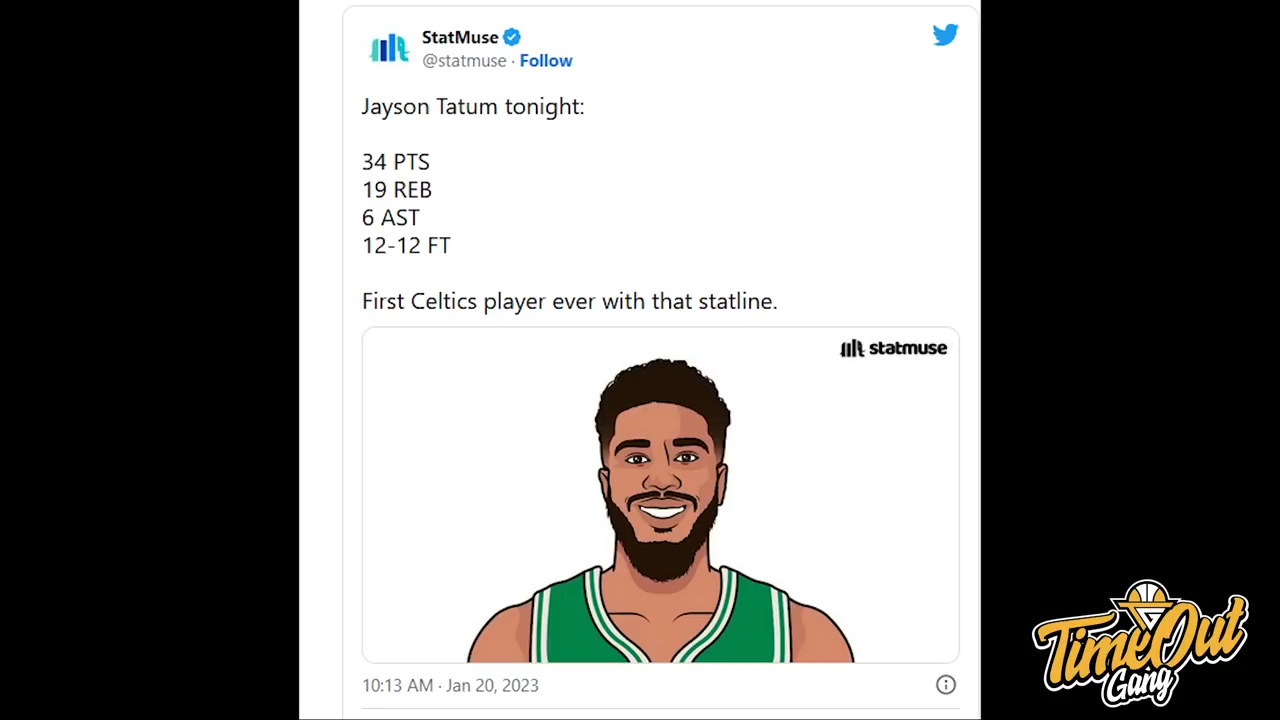 StatMuse
@statmuse · Follow
Jayson Tatum tonight:
34 PTS
19 REB
6 AST
12-12 FT
First Celtics player ever with that statline.
statmuse
10:13 AM · Jan 20, 2023
TimeOut
Gang